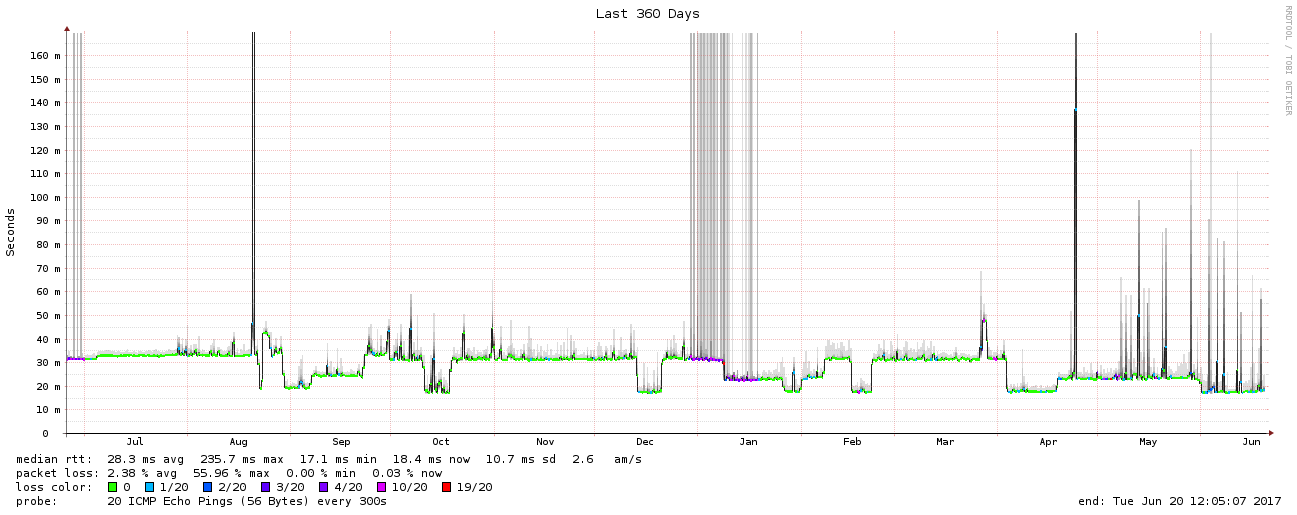 Last 360 Days
RRDTOOL / TOBI OETIKER
Seconds
160 m
150 m
140 m
130 m
120 m
110 m
100 m
90 m
80 m
70 m
60 m
50 m
40 m
30 m
20 m
10 m
0
Jul Aug Sep Oct Nov Dec Jan Feb Mar Apr May Jun
median rtt: 28.3 ms avg 235.7 ms max 17.1 ms min 18.4 ms now 10.7 ms sd 2.6 am/s
packet loss: 2.38 % avg 55.96 % max 0.00 % min 0.03 % now
loss color: 0 1/20 2/20 3/20 4/20 10/20 19/20
probe: 20 ICMP Echo Pings (56 Bytes) every 300s end: Tue Jun 20 12:05:07 2017